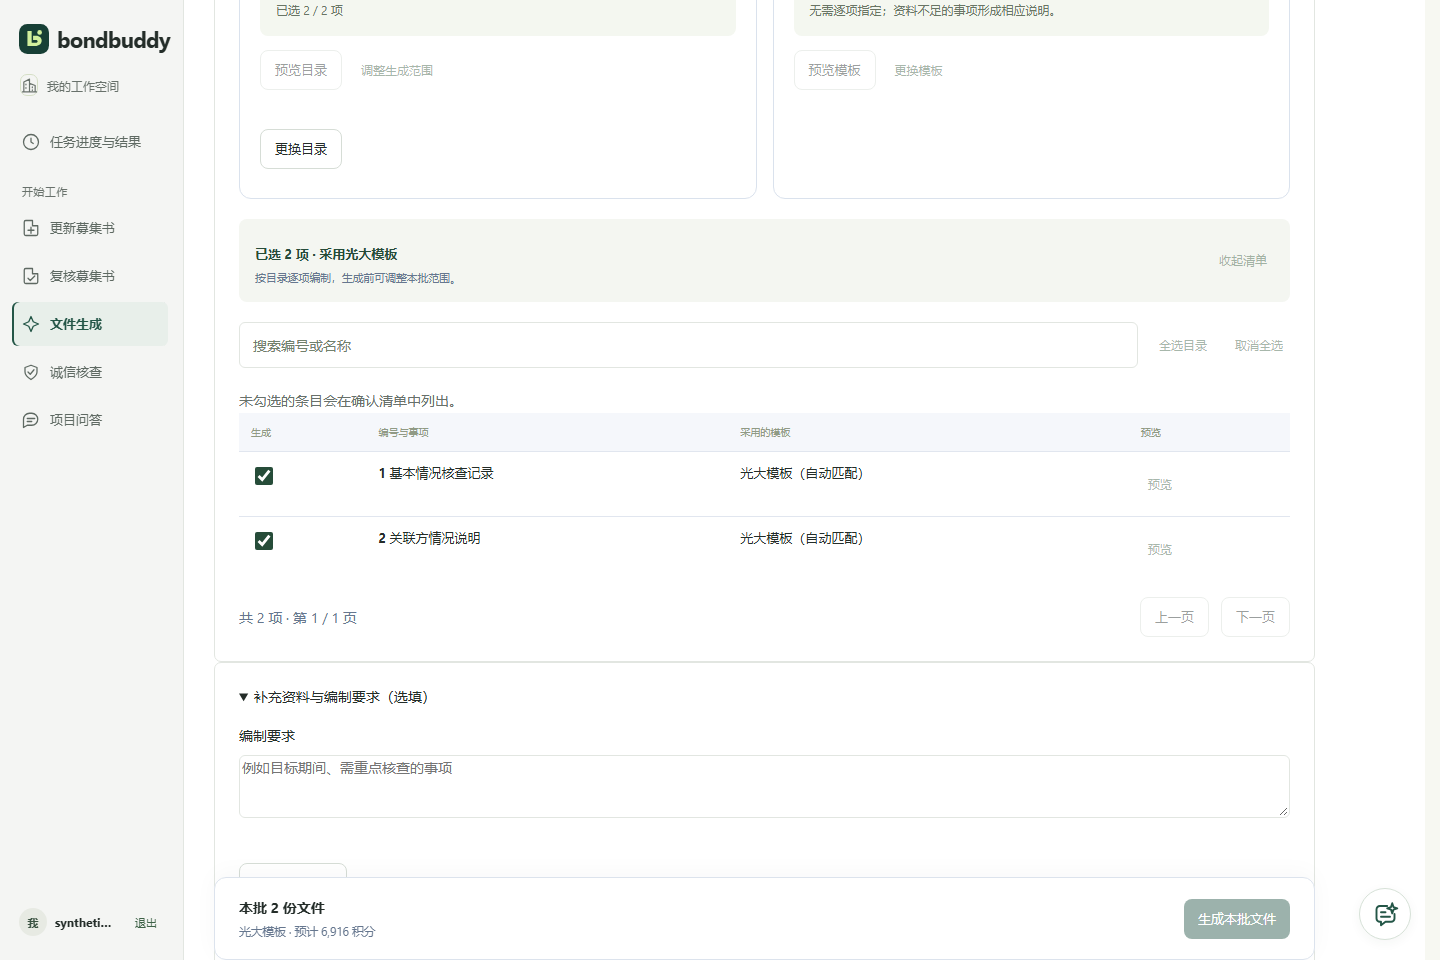 bondbuddy
我的工作空间
任务进度与结果
开始工作
更新募集书
复核募集书
文件生成
诚信核查
项目问答
我 syntheti... 退出
已选 2 / 2 项
预览目录 调整生成范围
更换目录
无需逐项指定；资料不足的事项形成相应说明。
预览模板 更换模板
已选 2 项 · 采用光大模板
按目录逐项编制，生成前可调整本批范围。
收起清单
搜索编号或名称 全选目录 取消全选
未勾选的条目会在确认清单中列出。
生成 编号与事项 采用的模板 预览
1 基本情况核查记录 光大模板（自动匹配） 预览
2 关联方情况说明 光大模板（自动匹配） 预览
共 2 项 · 第 1 / 1 页 上一页 下一页
补充资料与编制要求（选填）
编制要求
例如目标期间、需重点核查的事项
本批 2 份文件
光大模板 · 预计 6,916 积分
生成本批文件